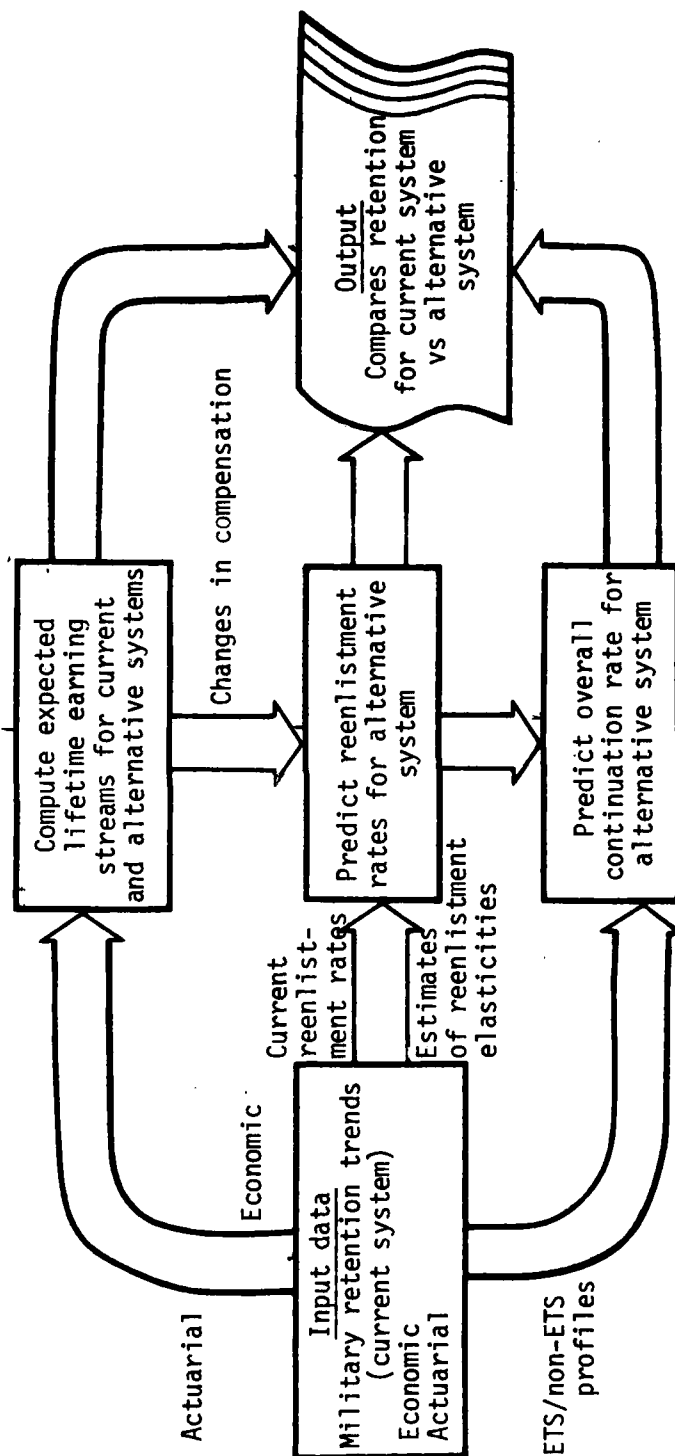 Actuarial
Economic
Input data
Military retention trends
(current system)
Economic
Actuarial
ETS/non-ETS
profiles
Current
reenlist-
ment rates
Estimates
of reenlistment
elasticities
Compute expected
lifetime earning
streams for current
and alternative systems
Changes in compensation
Predict reenlistment
rates for alternative
system
Predict overall
continuation rate for
alternative system
Output
Compares retention
for current system
vs alternative
system